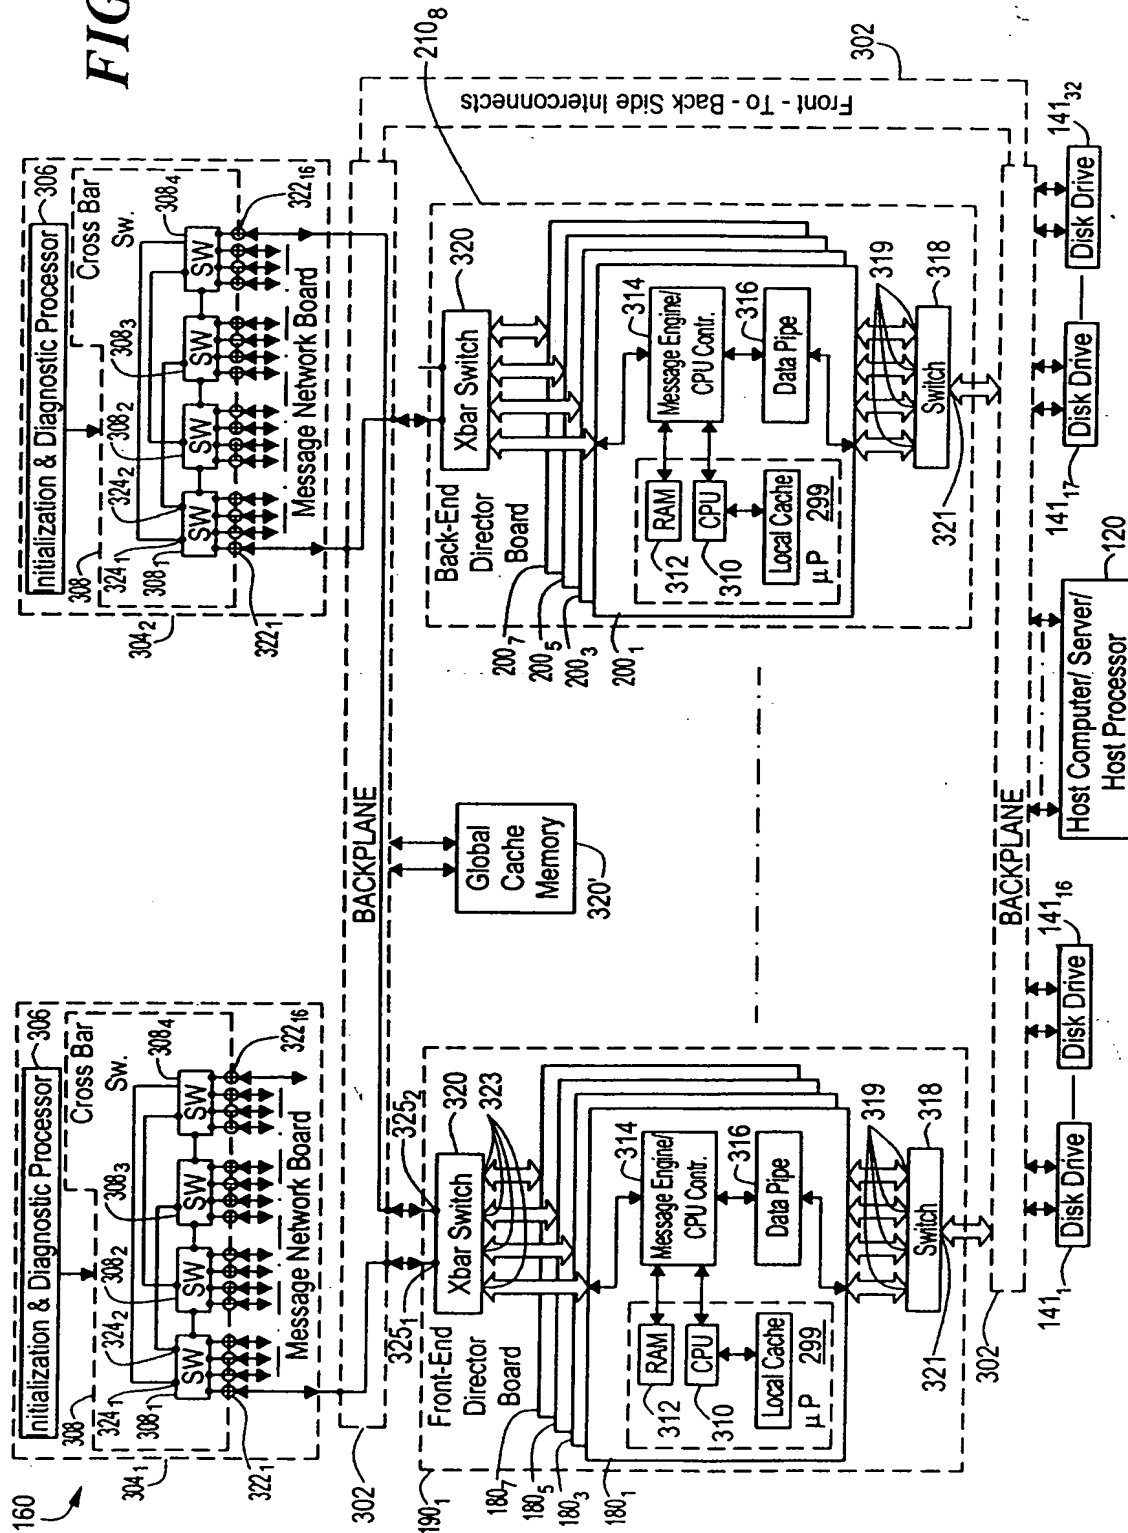 FIG
160
304₁
308
Initialization & Diagnostic Processor
306
Cross Bar
Sw.
324₁
324₂
308₁
308₂
308₃
308₄
SW
SW
SW
SW
322₁
322₁₆
Message Network Board
304₂
308
Initialization & Diagnostic Processor
306
Cross Bar
Sw.
324₁
324₂
308₁
308₂
308₃
308₄
SW
SW
SW
SW
322₁
322₁₆
Message Network Board
302
BACKPLANE
Front - To - Back Side Interconnects
302
210₈
Global
Cache
Memory
320'
190₁
Front-End
Director
Board
325₁
325₂
320
Xbar Switch
323
180₇
180₅
180₃
180₁
314
Message Engine/
CPU Contr.
316
Data Pipe
RAM
312
CPU
310
Local Cache
µP
299
319
318
Switch
321
Back-End
Director
Board
320
Xbar Switch
200₇
200₅
200₃
200₁
314
Message Engine/
CPU Contr.
316
Data Pipe
RAM
312
CPU
310
Local Cache
µP
299
319
318
Switch
321
302
BACKPLANE
141₁
Disk Drive
141₁₆
Disk Drive
Host Computer/ Server/
Host Processor
120
141₁₇
Disk Drive
141₃₂
Disk Drive